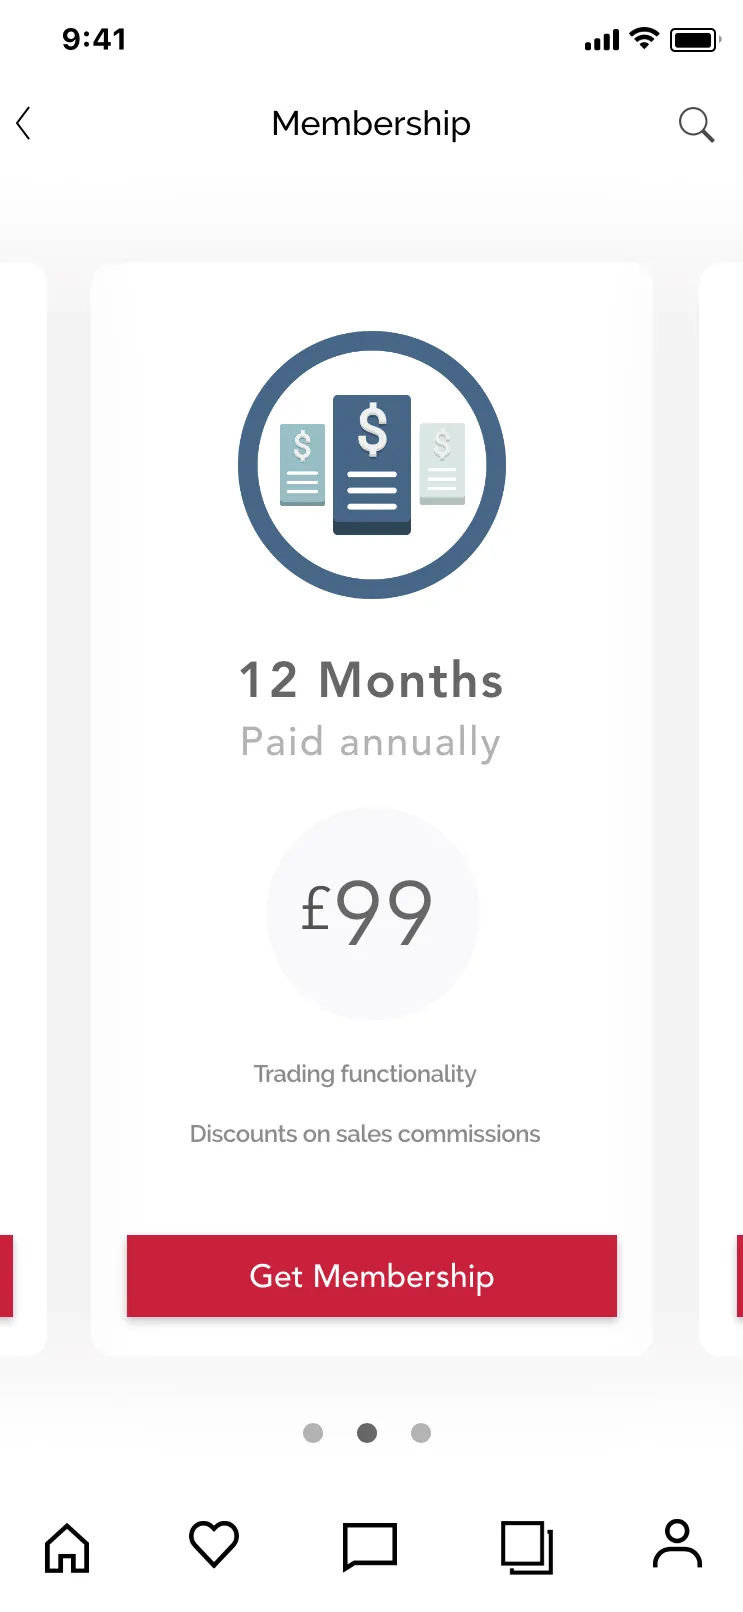 9:41
Membership
$ $ $
12 Months
Paid annually
£99
Trading functionality
Discounts on sales commissions
Get Membership